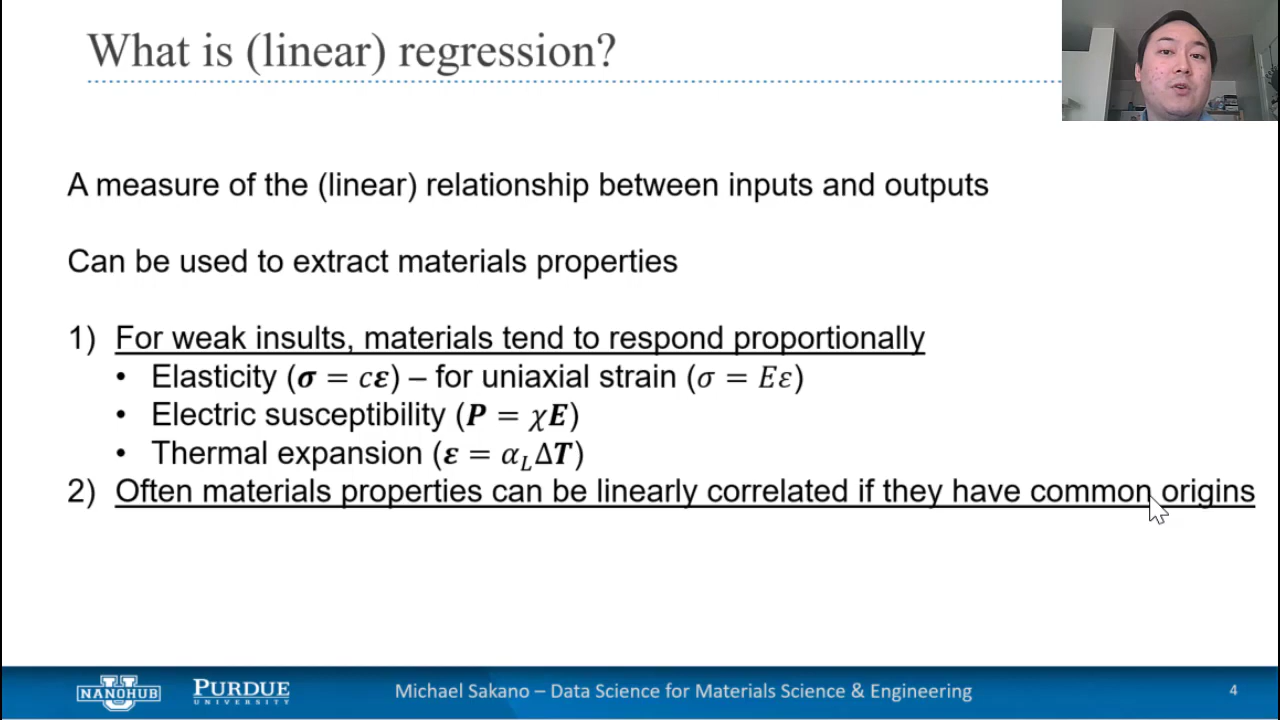 What is (linear) regression?
A measure of the (linear) relationship between inputs and outputs
Can be used to extract materials properties
1) For weak insults, materials tend to respond proportionally
• Elasticity (𝝈 = 𝑐𝜺) – for uniaxial strain (𝜎 = 𝐸𝜀)
• Electric susceptibility (𝑷 = 𝜒𝑬)
• Thermal expansion (𝜺 = 𝛼_𝐿Δ𝑻)
2) Often materials properties can be linearly correlated if they have common origins
NANOHUB
PURDUE
UNIVERSITY
Michael Sakano – Data Science for Materials Science & Engineering
4